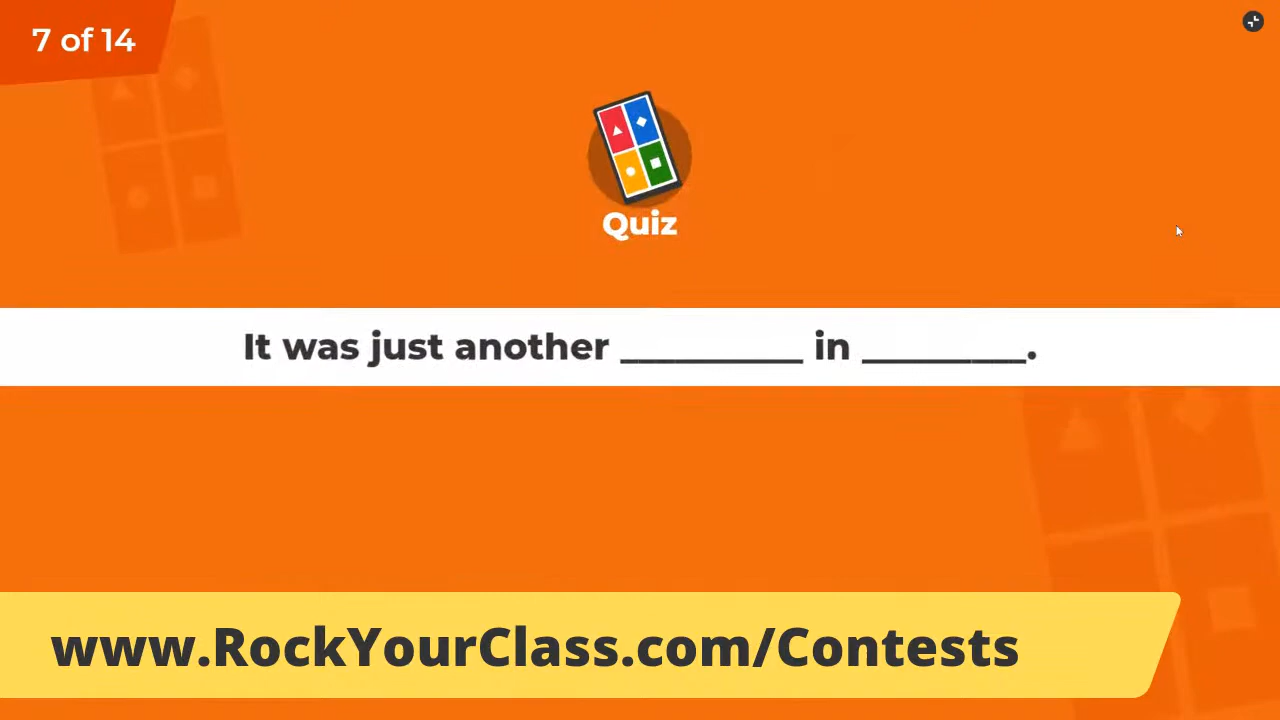 7 of 14
Quiz
It was just another __________ in _________.
www.RockYourClass.com/Contests